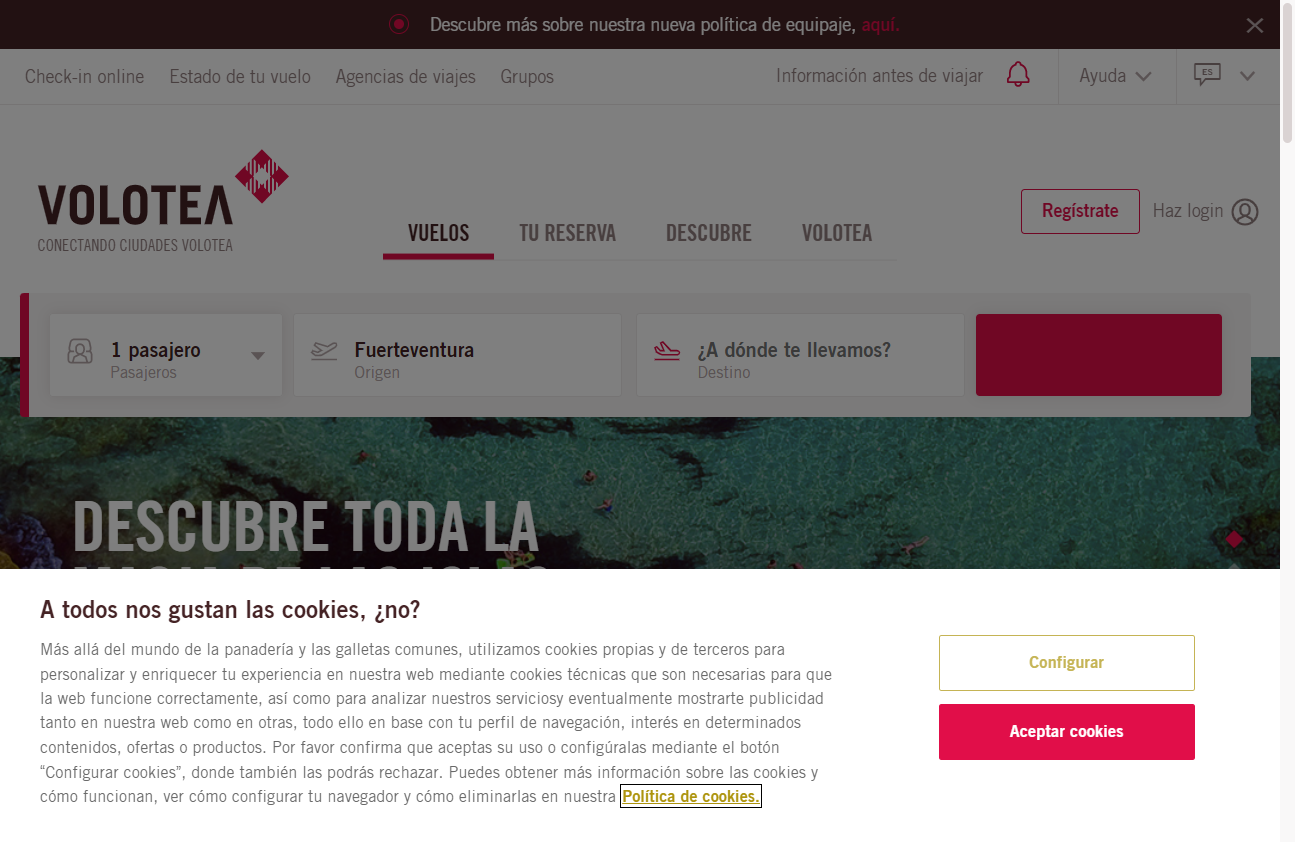 Descubre más sobre nuestra nueva política de equipaje, aquí.
Check-in online Estado de tu vuelo Agencias de viajes Grupos Información antes de viajar Ayuda ES
VOLOTEA
CONECTANDO CIUDADES VOLOTEA
VUELOS TU RESERVA DESCUBRE VOLOTEA
Regístrate Haz login
1 pasajero
Pasajeros
Fuerteventura
Origen
¿A dónde te llevamos?
Destino
DESCUBRE TODA LA
A todos nos gustan las cookies, ¿no?
Más allá del mundo de la panadería y las galletas comunes, utilizamos cookies propias y de terceros para
personalizar y enriquecer tu experiencia en nuestra web mediante cookies técnicas que son necesarias para que
la web funcione correctamente, así como para analizar nuestros serviciosy eventualmente mostrarte publicidad
tanto en nuestra web como en otras, todo ello en base con tu perfil de navegación, interés en determinados
contenidos, ofertas o productos. Por favor confirma que aceptas su uso o configúralas mediante el botón
“Configurar cookies”, donde también las podrás rechazar. Puedes obtener más información sobre las cookies y
cómo funcionan, ver cómo configurar tu navegador y cómo eliminarlas en nuestra Política de cookies.
Configurar
Aceptar cookies